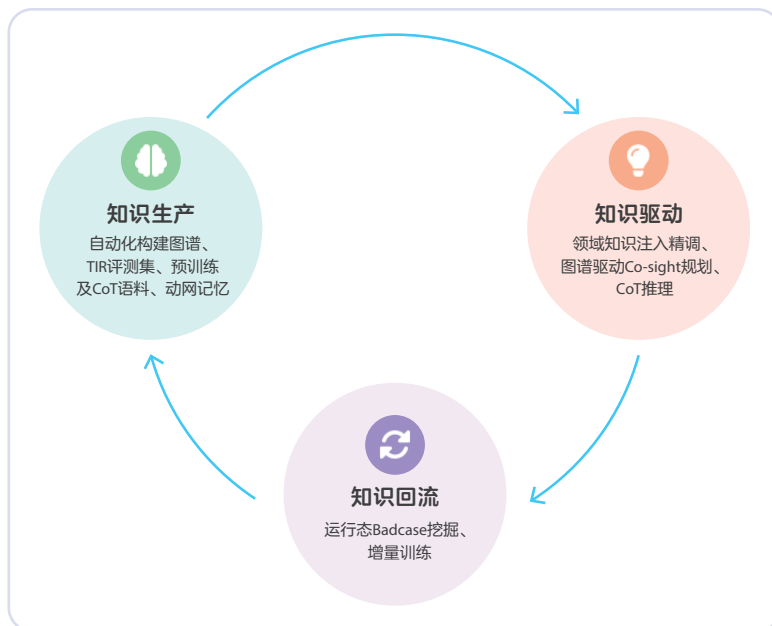 知识生产
自动化构建图谱、
TIR评测集、预训练
及CoT语料、动网记忆
知识驱动
领域知识注入精调、
图谱驱动Co-sight规划、
CoT推理
知识回流
运行态Badcase挖掘、
增量训练